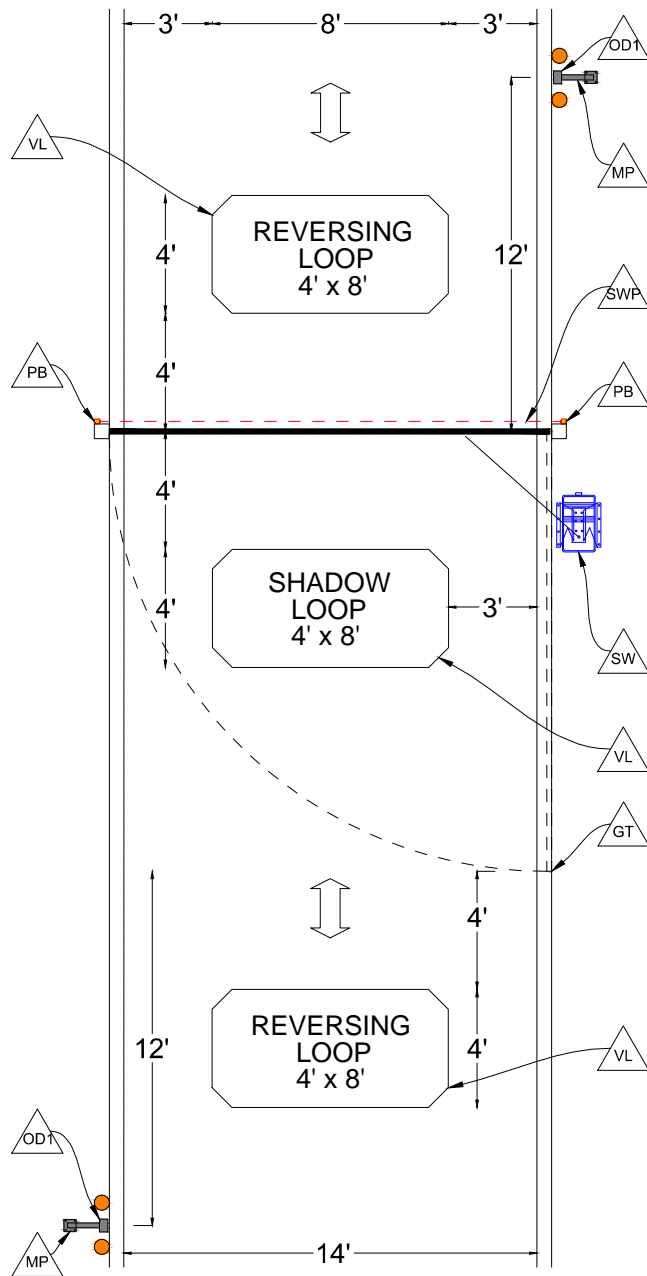 3'
8'
3'
OD1
VL
MP
REVERSING
LOOP
4' x 8'
4'
12'
SWP
4'
PB
PB
4'
SHADOW
LOOP
4' x 8'
4'
3'
SW
VL
GT
4'
REVERSING
LOOP
4' x 8'
4'
12'
VL
OD1
MP
14'